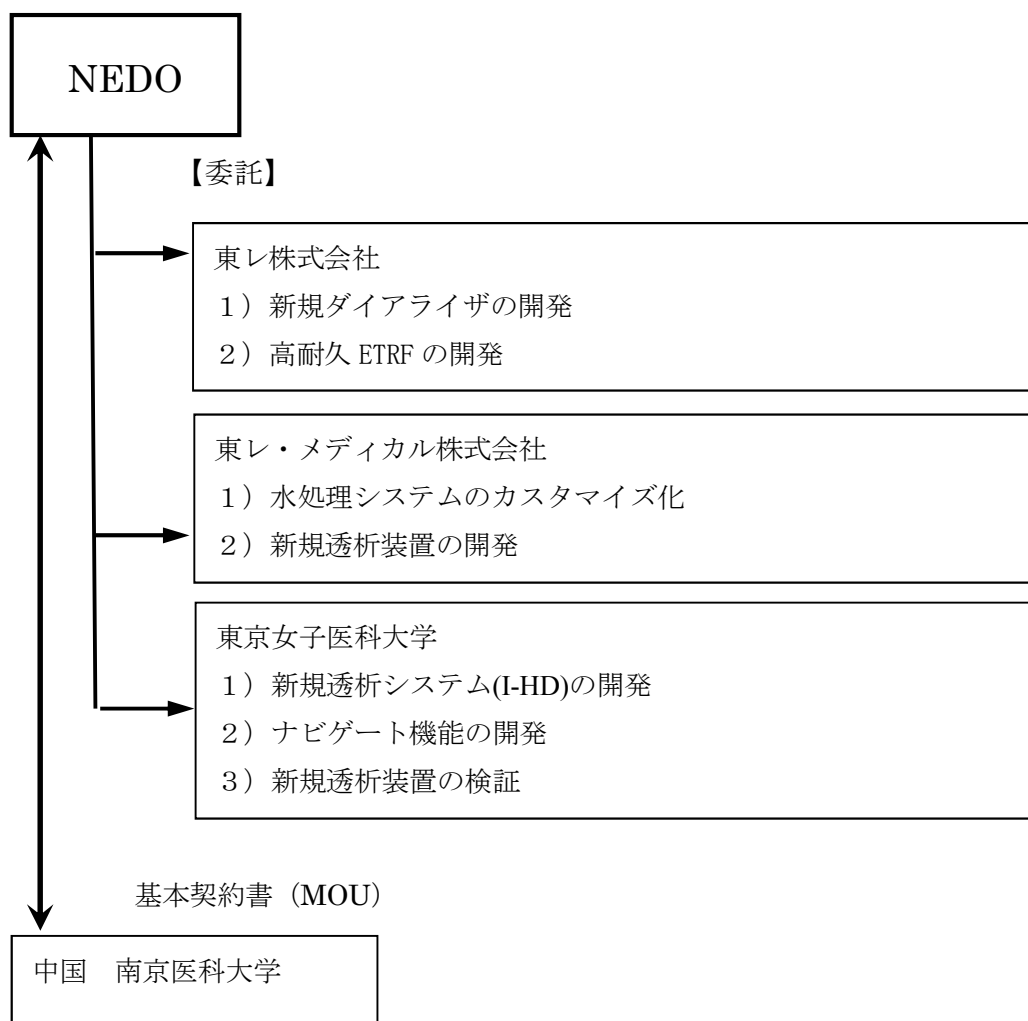 NEDO
【委託】
東レ株式会社
１）新規ダイアライザの開発
２）高耐久 ETRF の開発
東レ・メディカル株式会社
１）水処理システムのカスタマイズ化
２）新規透析装置の開発
東京女子医科大学
１）新規透析システム(I-HD)の開発
２）ナビゲート機能の開発
３）新規透析装置の検証
基本契約書（MOU）
中国　南京医科大学